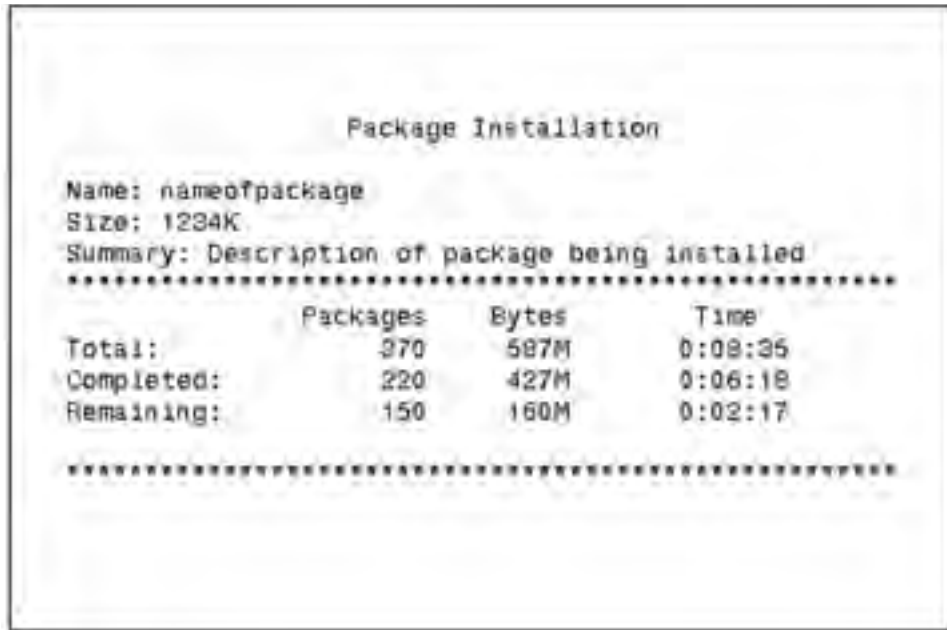 Package Installation
Name: nameofpackage
Size: 1234K
Summary: Description of package being installed
Packages Bytes Time
Total: 370 587M 0:08:35
Completed: 220 427M 0:06:18
Remaining: 150 160M 0:02:17